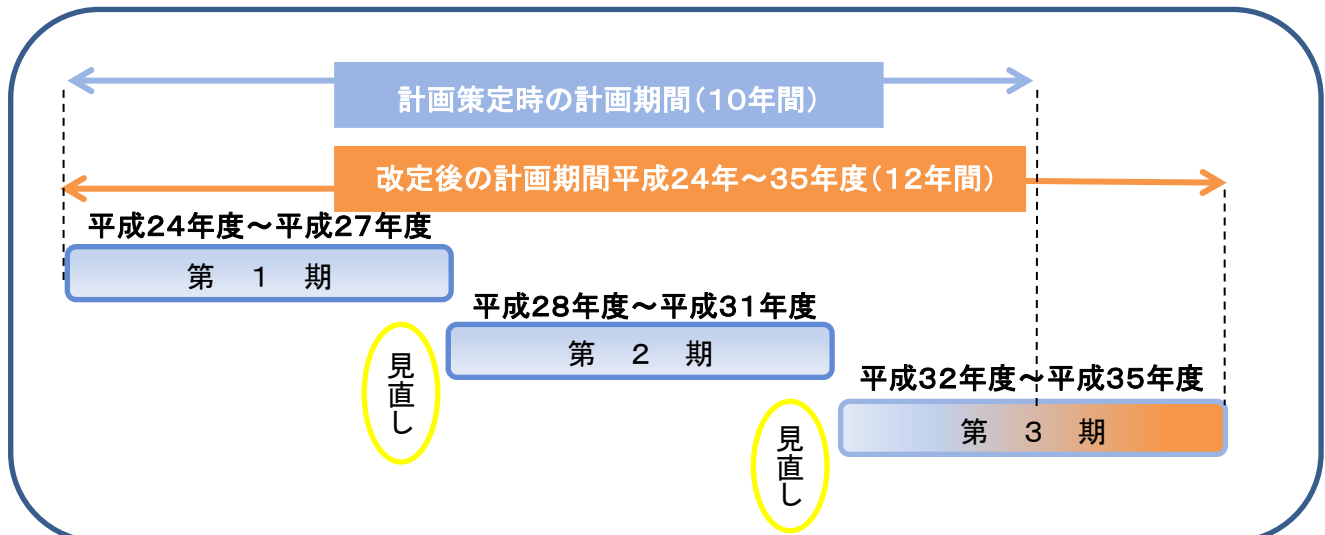 計画策定時の計画期間(10年間)
改定後の計画期間平成24年～35年度(12年間)
平成24年度～平成27年度
第　１　期
平成28年度～平成31年度
第　２　期
見直し
平成32年度～平成35年度
第　３　期
見直し